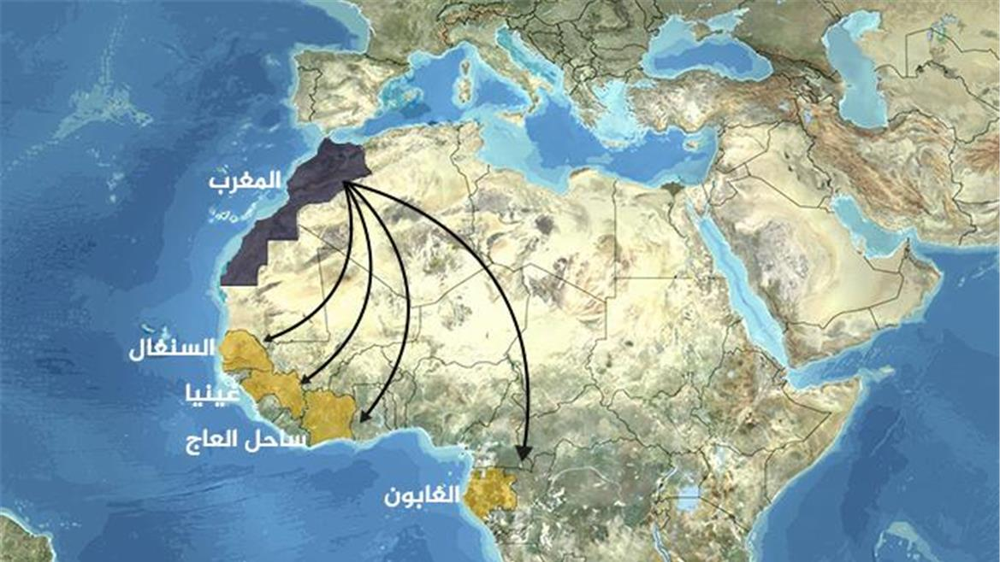 المغرب
السنغال
غينيا
ساحل العاج
الغابون